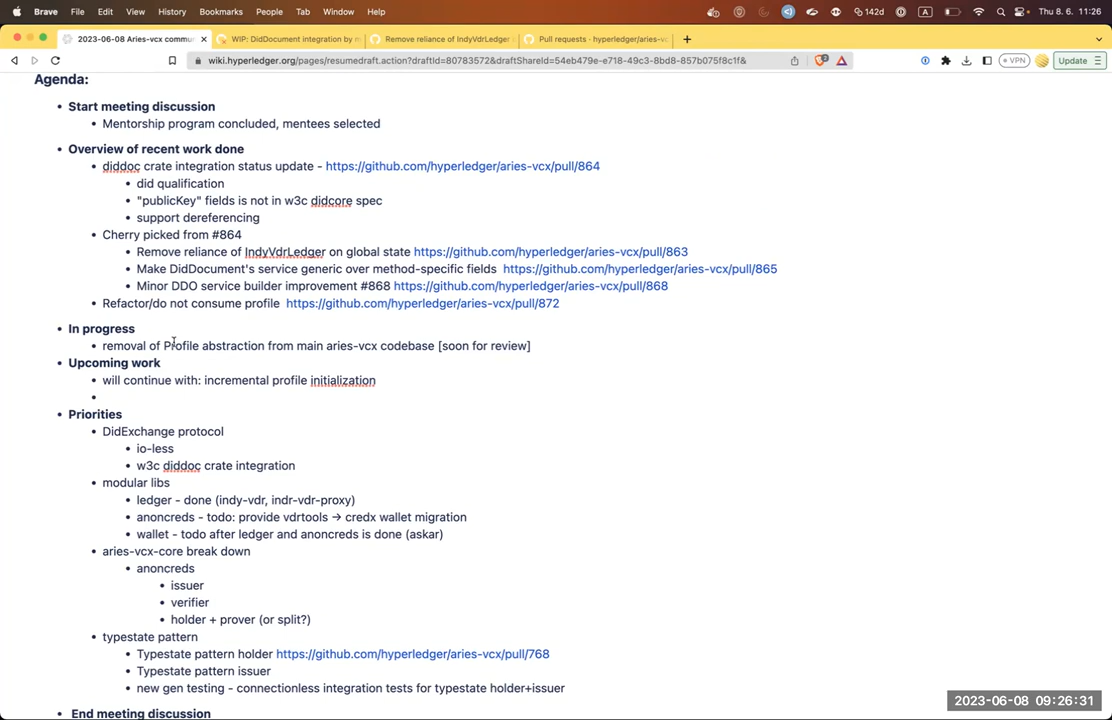 Brave File Edit View History Bookmarks People Tab Window Help 142d A Thu 8. 6. 11:26
2023-06-08 Aries-vcx commu WIP: DidDocument integration by m Remove reliance of IndyVdrLedger Pull requests · hyperledger/aries-vc
wiki.hyperledger.org/pages/resumedraft.action?draftId=80783572&draftShareId=54eb479e-e718-49c3-8bd8-857b075f8c1f& VPN Update
Agenda:
• Start meeting discussion
• Mentorship program concluded, mentees selected
• Overview of recent work done
• diddoc crate integration status update - https://github.com/hyperledger/aries-vcx/pull/864
• did qualification
• "publicKey" fields is not in w3c didcore spec
• support dereferencing
• Cherry picked from #864
• Remove reliance of IndyVdrLedger on global state https://github.com/hyperledger/aries-vcx/pull/863
• Make DidDocument's service generic over method-specific fields https://github.com/hyperledger/aries-vcx/pull/865
• Minor DDO service builder improvement #868 https://github.com/hyperledger/aries-vcx/pull/868
• Refactor/do not consume profile https://github.com/hyperledger/aries-vcx/pull/872
• In progress
• removal of Profile abstraction from main aries-vcx codebase [soon for review]
• Upcoming work
• will continue with: incremental profile initialization
•
• Priorities
• DidExchange protocol
• io-less
• w3c diddoc crate integration
• modular libs
• ledger - done (indy-vdr, indr-vdr-proxy)
• anoncreds - todo: provide vdrtools → credx wallet migration
• wallet - todo after ledger and anoncreds is done (askar)
• aries-vcx-core break down
• anoncreds
• issuer
• verifier
• holder + prover (or split?)
• typestate pattern
• Typestate pattern holder https://github.com/hyperledger/aries-vcx/pull/768
• Typestate pattern issuer
• new gen testing - connectionless integration tests for typestate holder+issuer
• End meeting discussion
2023-06-08 09:26:31